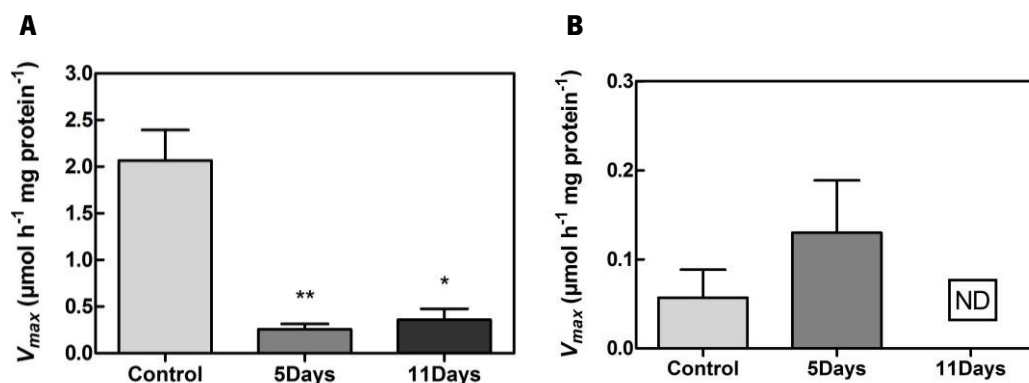 A
V_max (µmol h⁻¹ mg protein⁻¹)
3.0
2.5
2.0
1.5
1.0
0.5
0.0
**
*
Control 5Days 11Days
B
V_max (µmol h⁻¹ mg protein⁻¹)
0.3
0.2
0.1
0.0
ND
Control 5Days 11Days